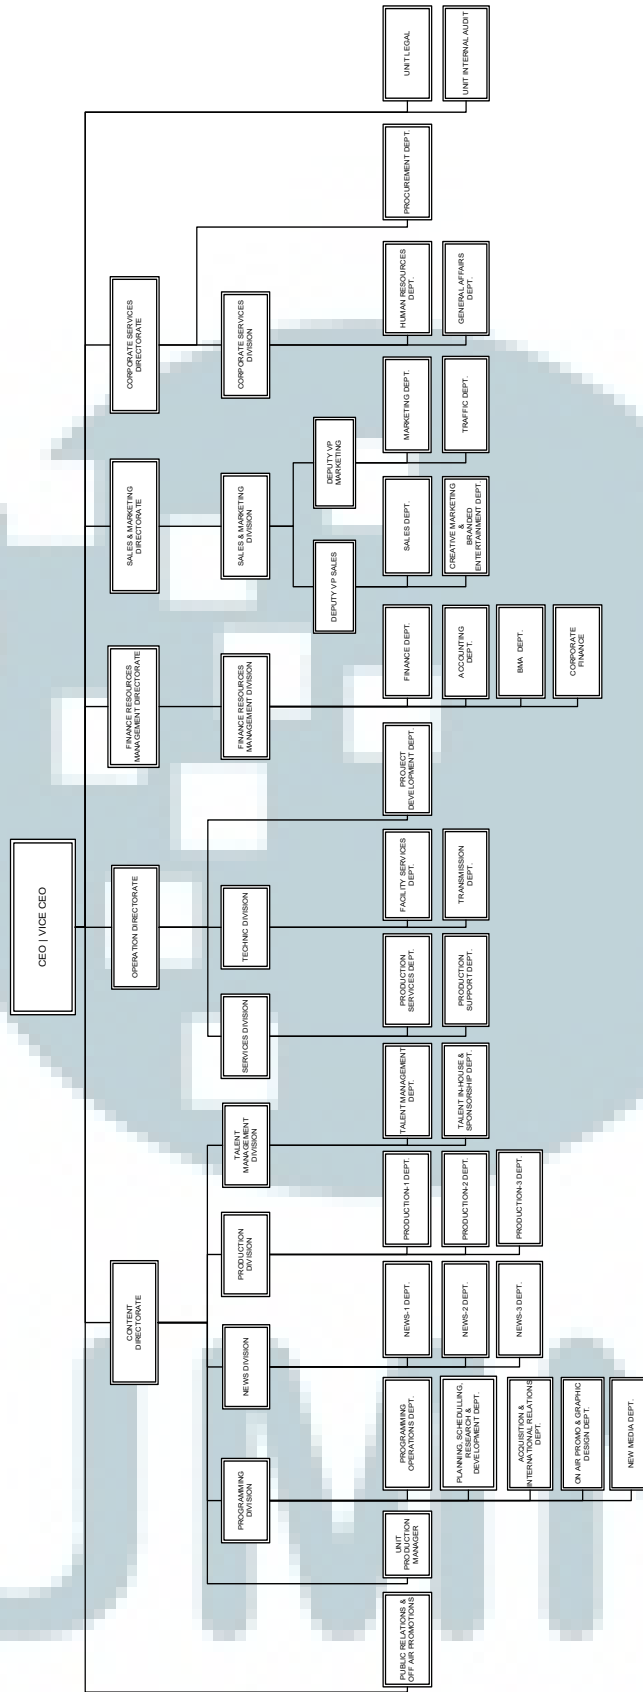 CEO | VICE CEO
CONTENT
DIRECTORATE
OPERATION DIRECTORATE
FINANCE RESOURCES
MANAGEMENT DIRECTORATE
SALES & MARKETING
DIRECTORATE
CORPORATE SERVICES
DIRECTORATE
PROGRAMMING
DIVISION
NEWS DIVISION
PRODUCTION
DIVISION
TALENT
MANAGEMENT
DIVISION
SERVICES DIVISION
TECHNIC DIVISION
FINANCE RESOURCES
MANAGEMENT DIVISION
SALES & MARKETING
DIVISION
CORPORATE SERVICES
DIVISION
DEPUTY VP SALES
DEPUTY VP
MARKETING
PUBLIC RELATIONS &
OFF AIR PROMOTIONS
UNIT
PRODUCTION
MANAGER
PROGRAMMING
OPERATIONS DEPT.
NEWS-1 DEPT.
PRODUCTION-1 DEPT.
TALENT MANAGEMENT
DEPT.
PRODUCTION
SERVICES DEPT.
FACILITY SERVICES
DEPT.
PROJECT
DEVELOPMENT DEPT.
FINANCE DEPT.
SALES DEPT.
MARKETING DEPT.
HUMAN RESOURCES
DEPT.
PROCUREMENT DEPT.
UNIT LEGAL
PLANNING, SCHEDULLING,
RESEARCH &
DEVELOPMENT DEPT.
NEWS-2 DEPT.
PRODUCTION-2 DEPT.
TALENT IN-HOUSE &
SPONSORSHIP DEPT.
PRODUCTION
SUPPORT DEPT.
TRANSMISSION
DEPT.
ACCOUNTING
DEPT.
CREATIVE MARKETING
&
BRANDED
ENTERTAINMENT DEPT.
TRAFFIC DEPT.
GENERAL AFFAIRS
DEPT.
UNIT INTERNAL AUDIT
ACQUISITION &
INTERNATIONAL RELATIONS
DEPT.
NEWS-3 DEPT.
PRODUCTION-3 DEPT.
BMA DEPT.
ON AIR PROMO & GRAPHIC
DESIGN DEPT.
CORPORATE
FINANCE
NEW MEDIA DEPT.